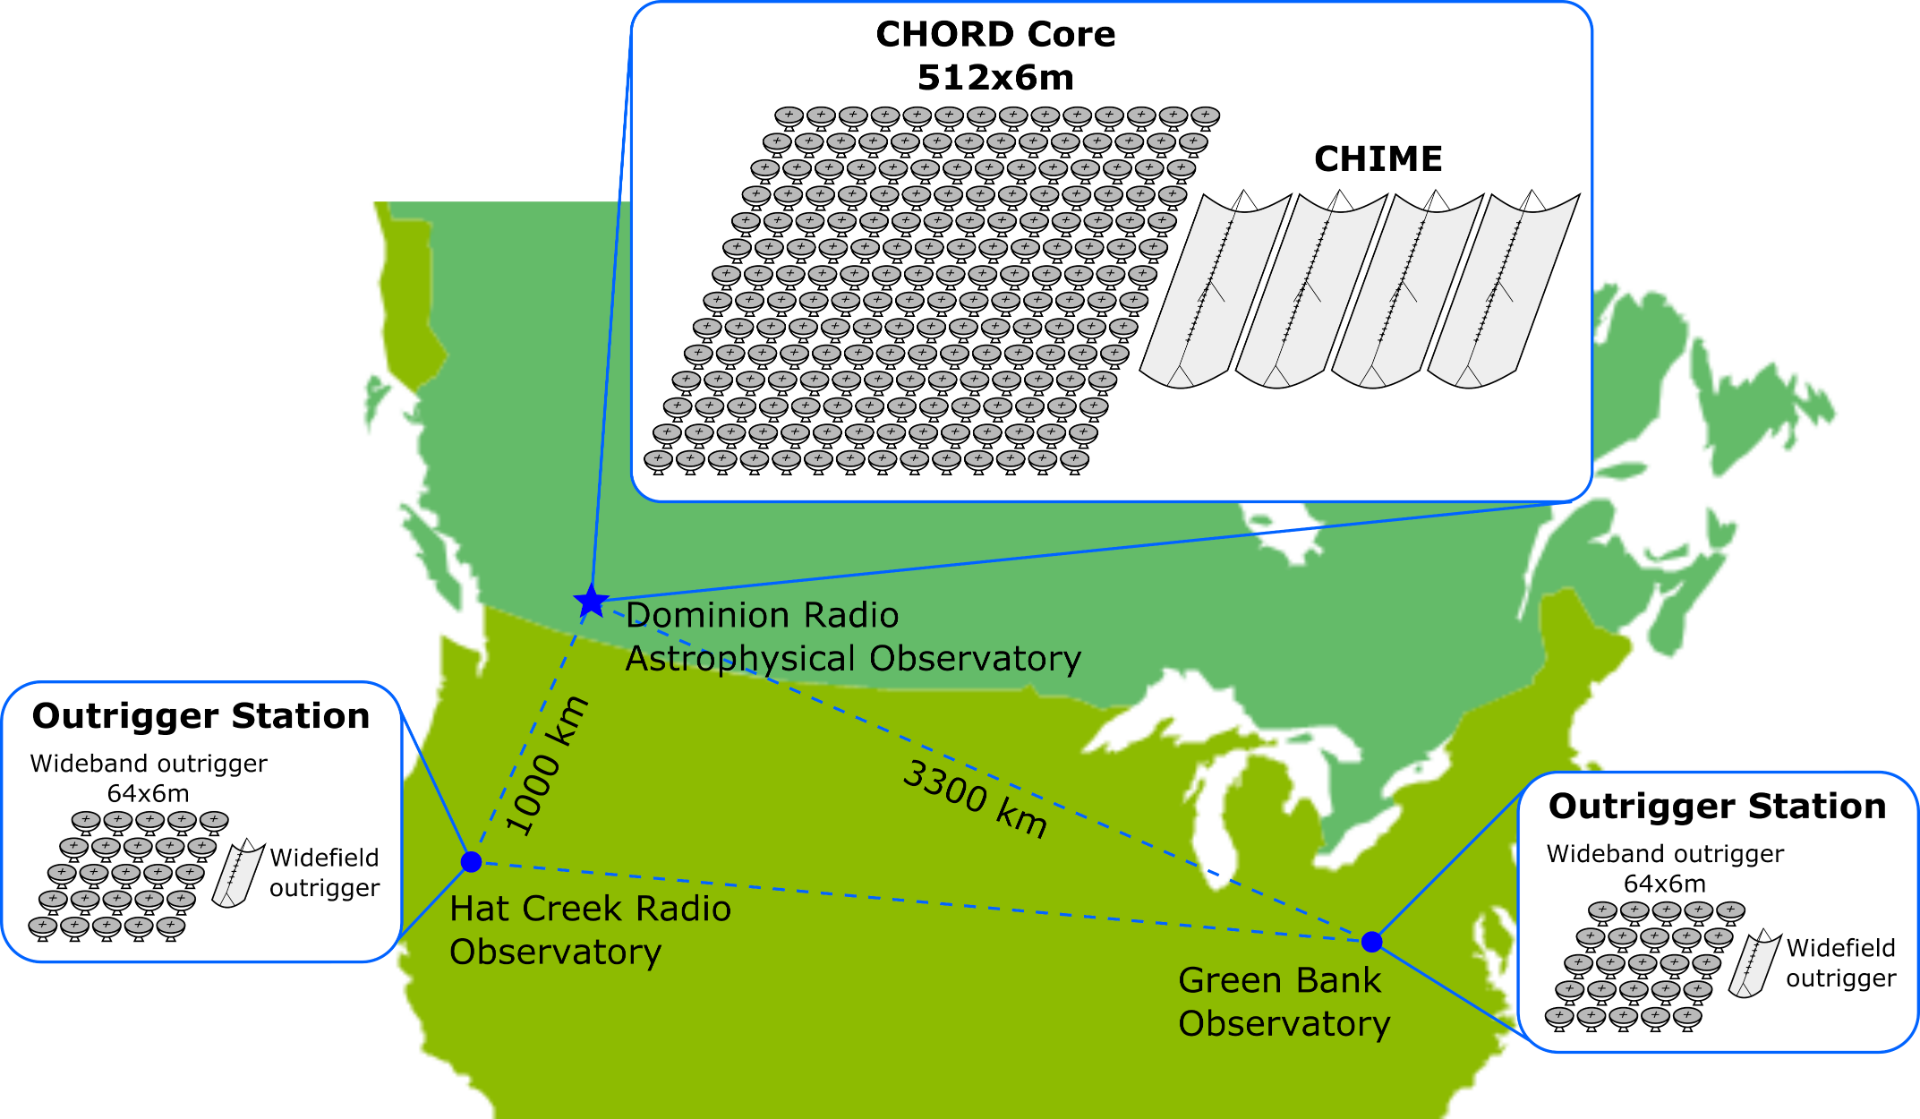 CHORD Core
512x6m
CHIME
Dominion Radio
Astrophysical Observatory
1000 km
3300 km
Outrigger Station
Wideband outrigger
64x6m
Widefield
outrigger
Hat Creek Radio
Observatory
Green Bank
Observatory
Outrigger Station
Wideband outrigger
64x6m
Widefield
outrigger